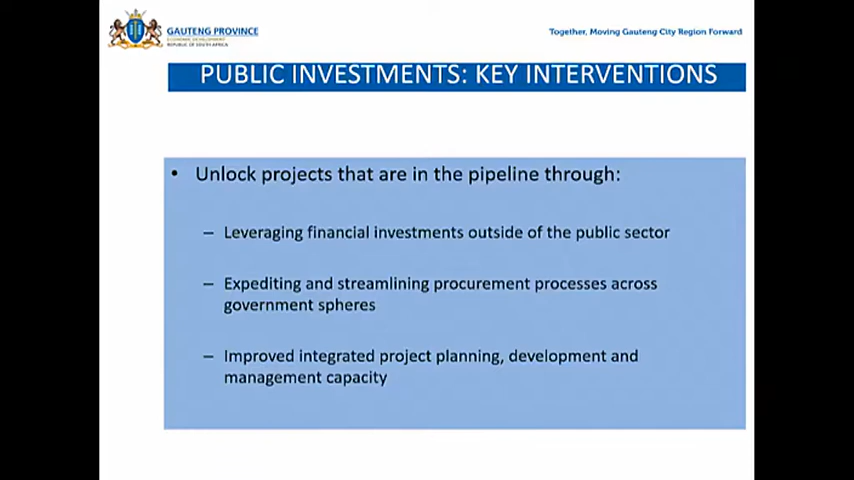 GAUTENG PROVINCE
ECONOMIC DEVELOPMENT
REPUBLIC OF SOUTH AFRICA
Together, Moving Gauteng City Region Forward
PUBLIC INVESTMENTS: KEY INTERVENTIONS
• Unlock projects that are in the pipeline through:
– Leveraging financial investments outside of the public sector
– Expediting and streamlining procurement processes across
government spheres
– Improved integrated project planning, development and
management capacity